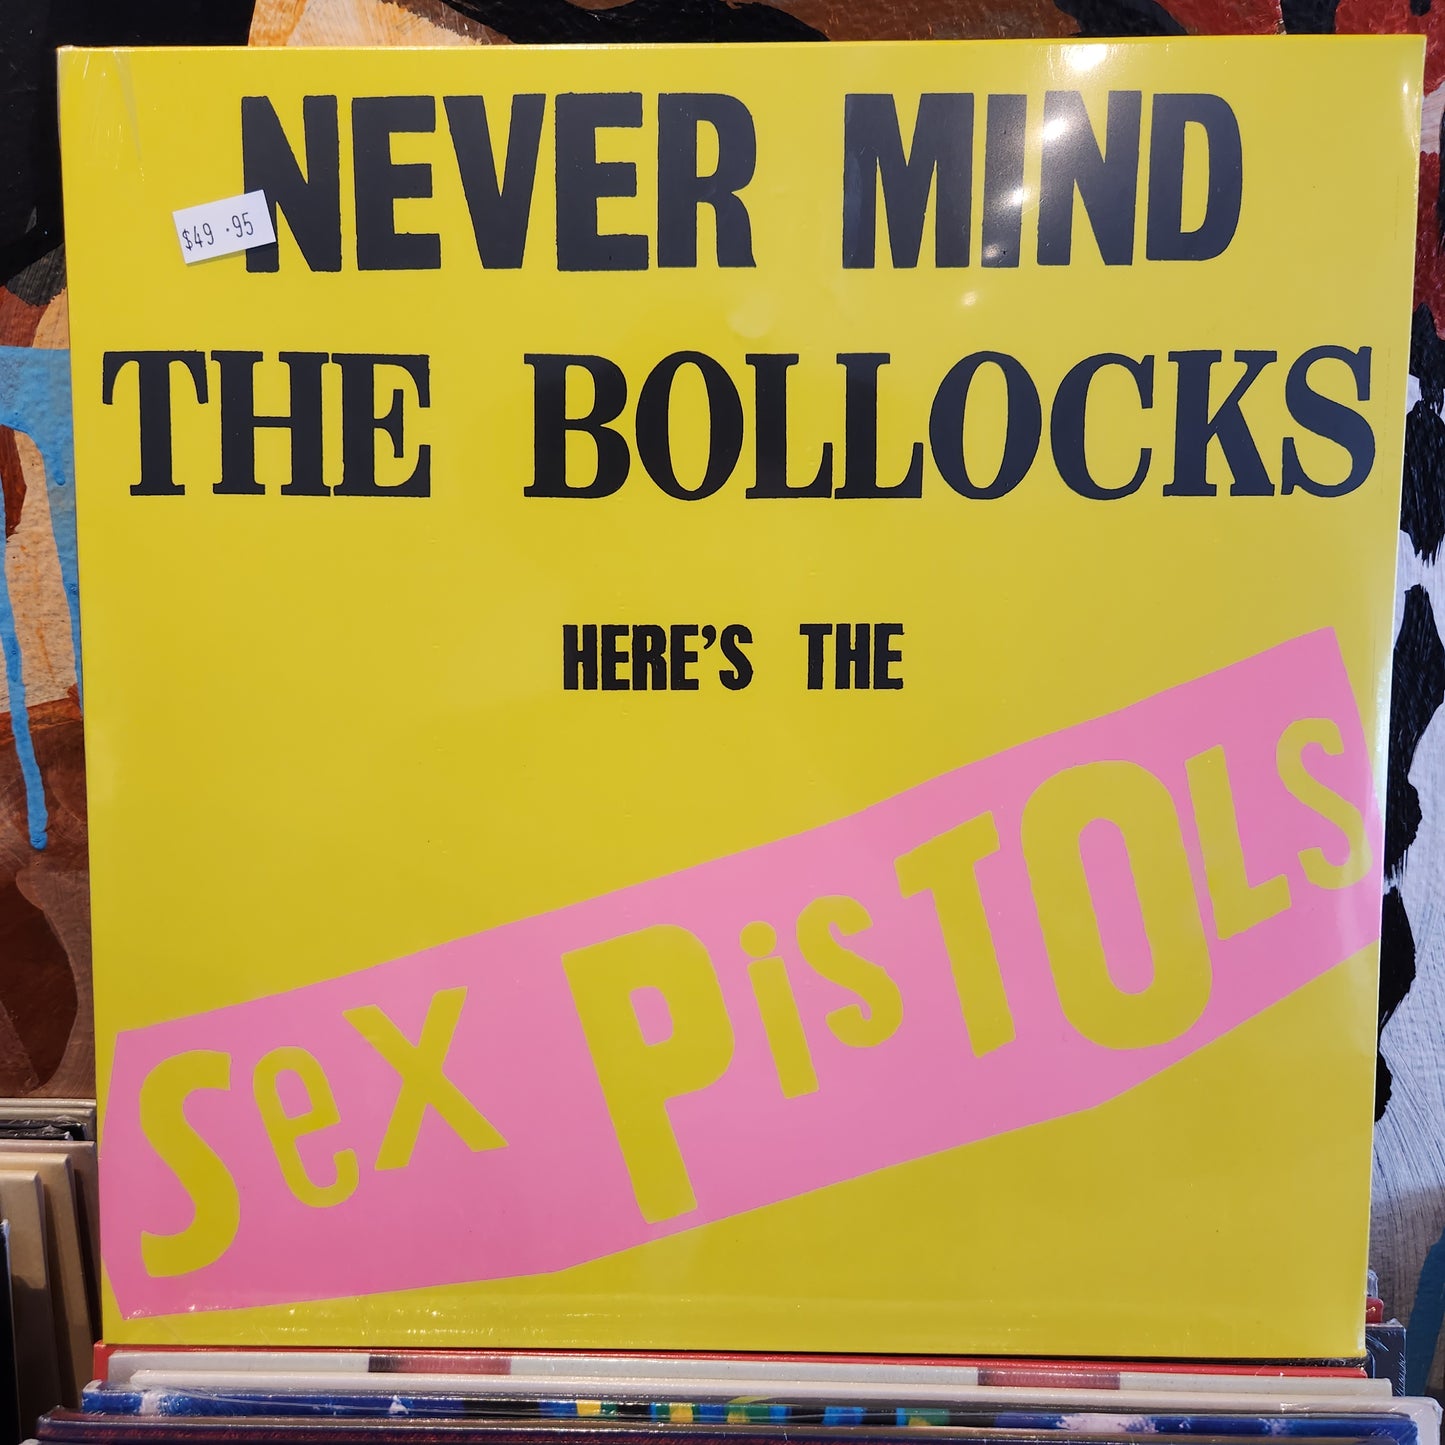 NEVER MIND
$49.95
THE BOLLOCKS
HERE'S THE
Sex PiSTOLS